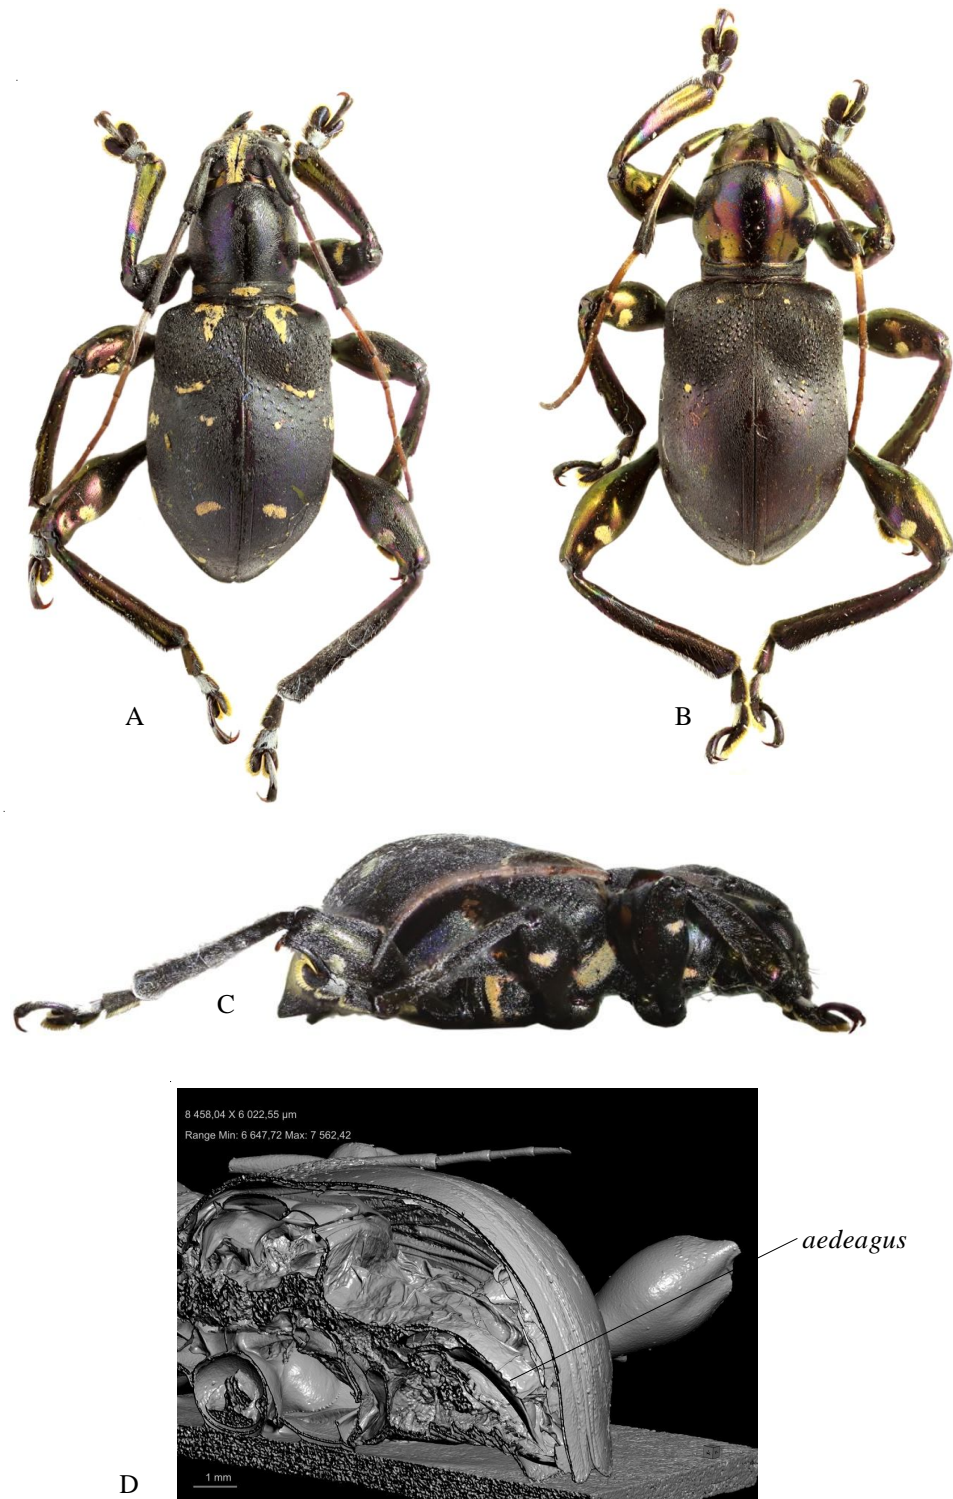 A
B
C
8 458,04 X 6 022,55 µm
Range Min: 6 647,72 Max: 7 562,42
aedeagus
1 mm
D